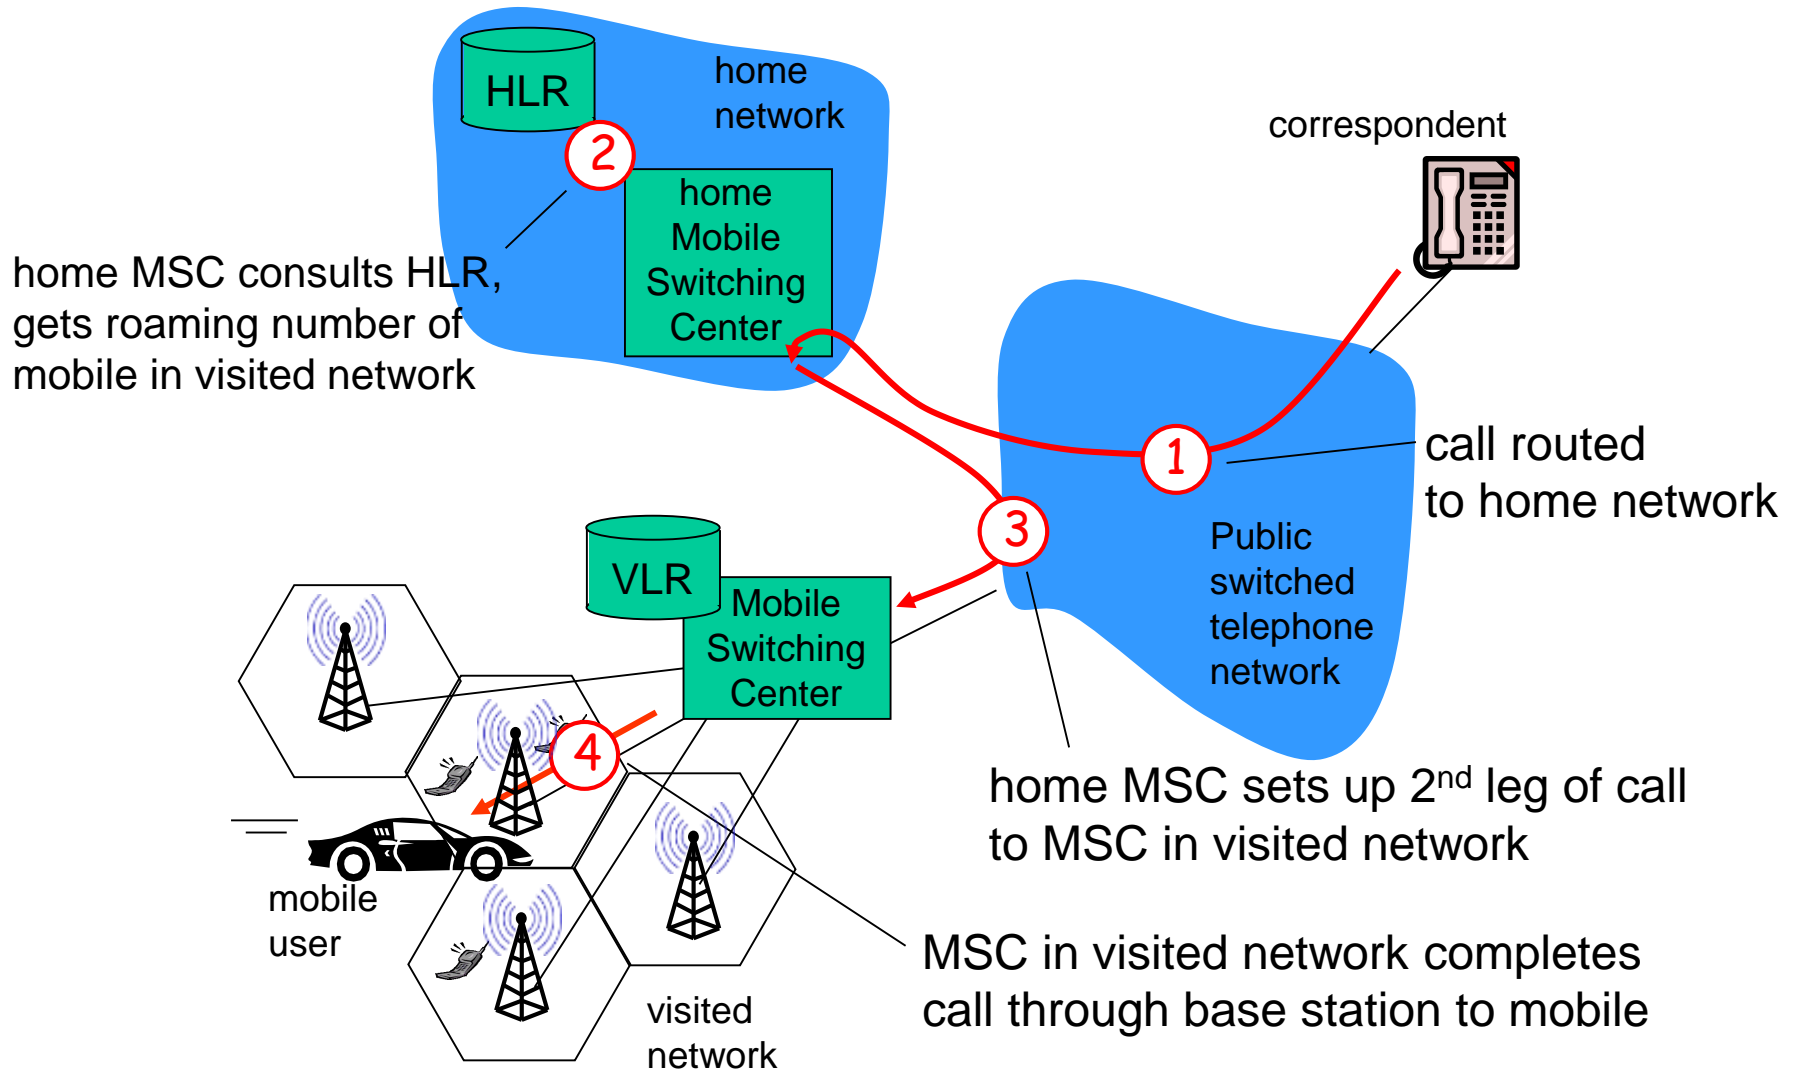 HLR
home
network
2
home
Mobile
Switching
Center
correspondent
home MSC consults HLR,
gets roaming number of
mobile in visited network
1
call routed
to home network
3
Public
switched
telephone
network
VLR
Mobile
Switching
Center
4
home MSC sets up 2nd leg of call
to MSC in visited network
mobile
user
MSC in visited network completes
call through base station to mobile
visited
network